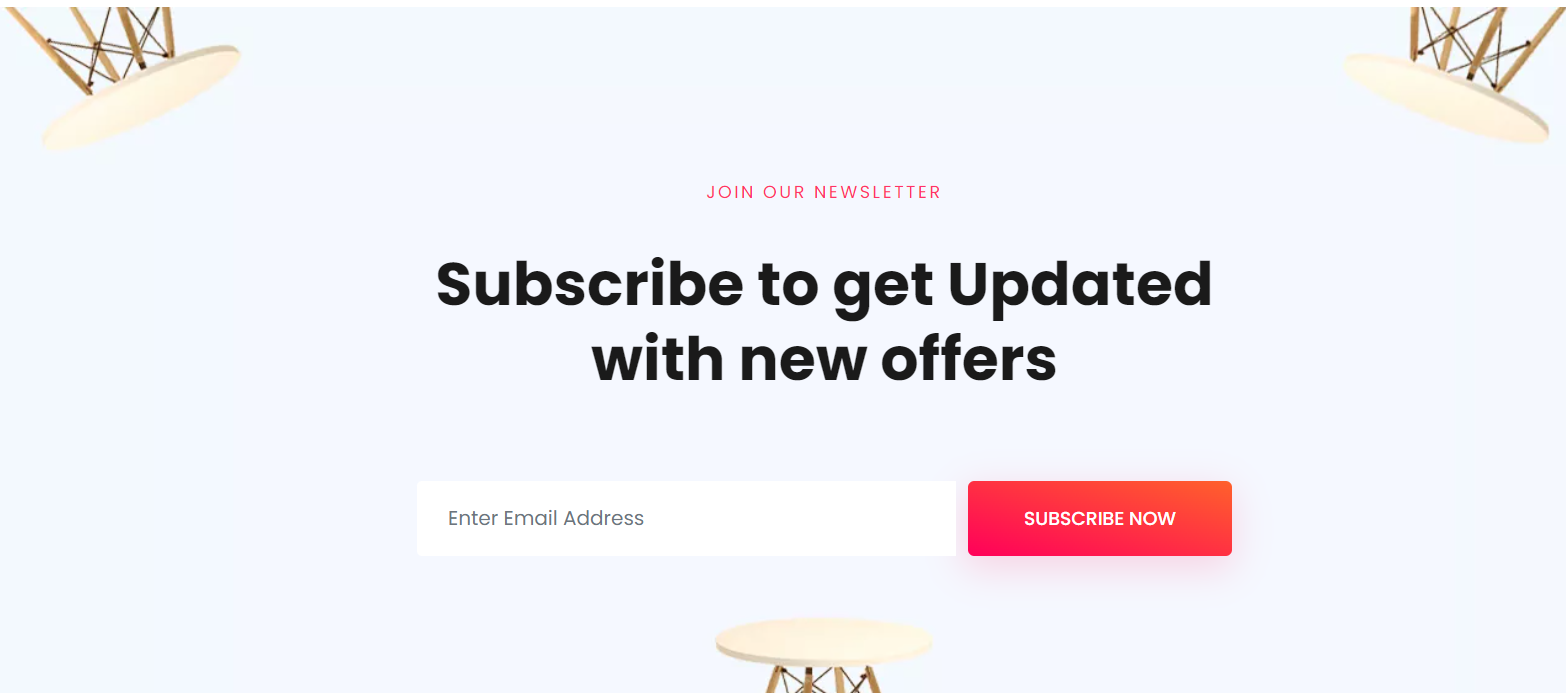 JOIN OUR NEWSLETTER
Subscribe to get Updated
with new offers
Enter Email Address
SUBSCRIBE NOW